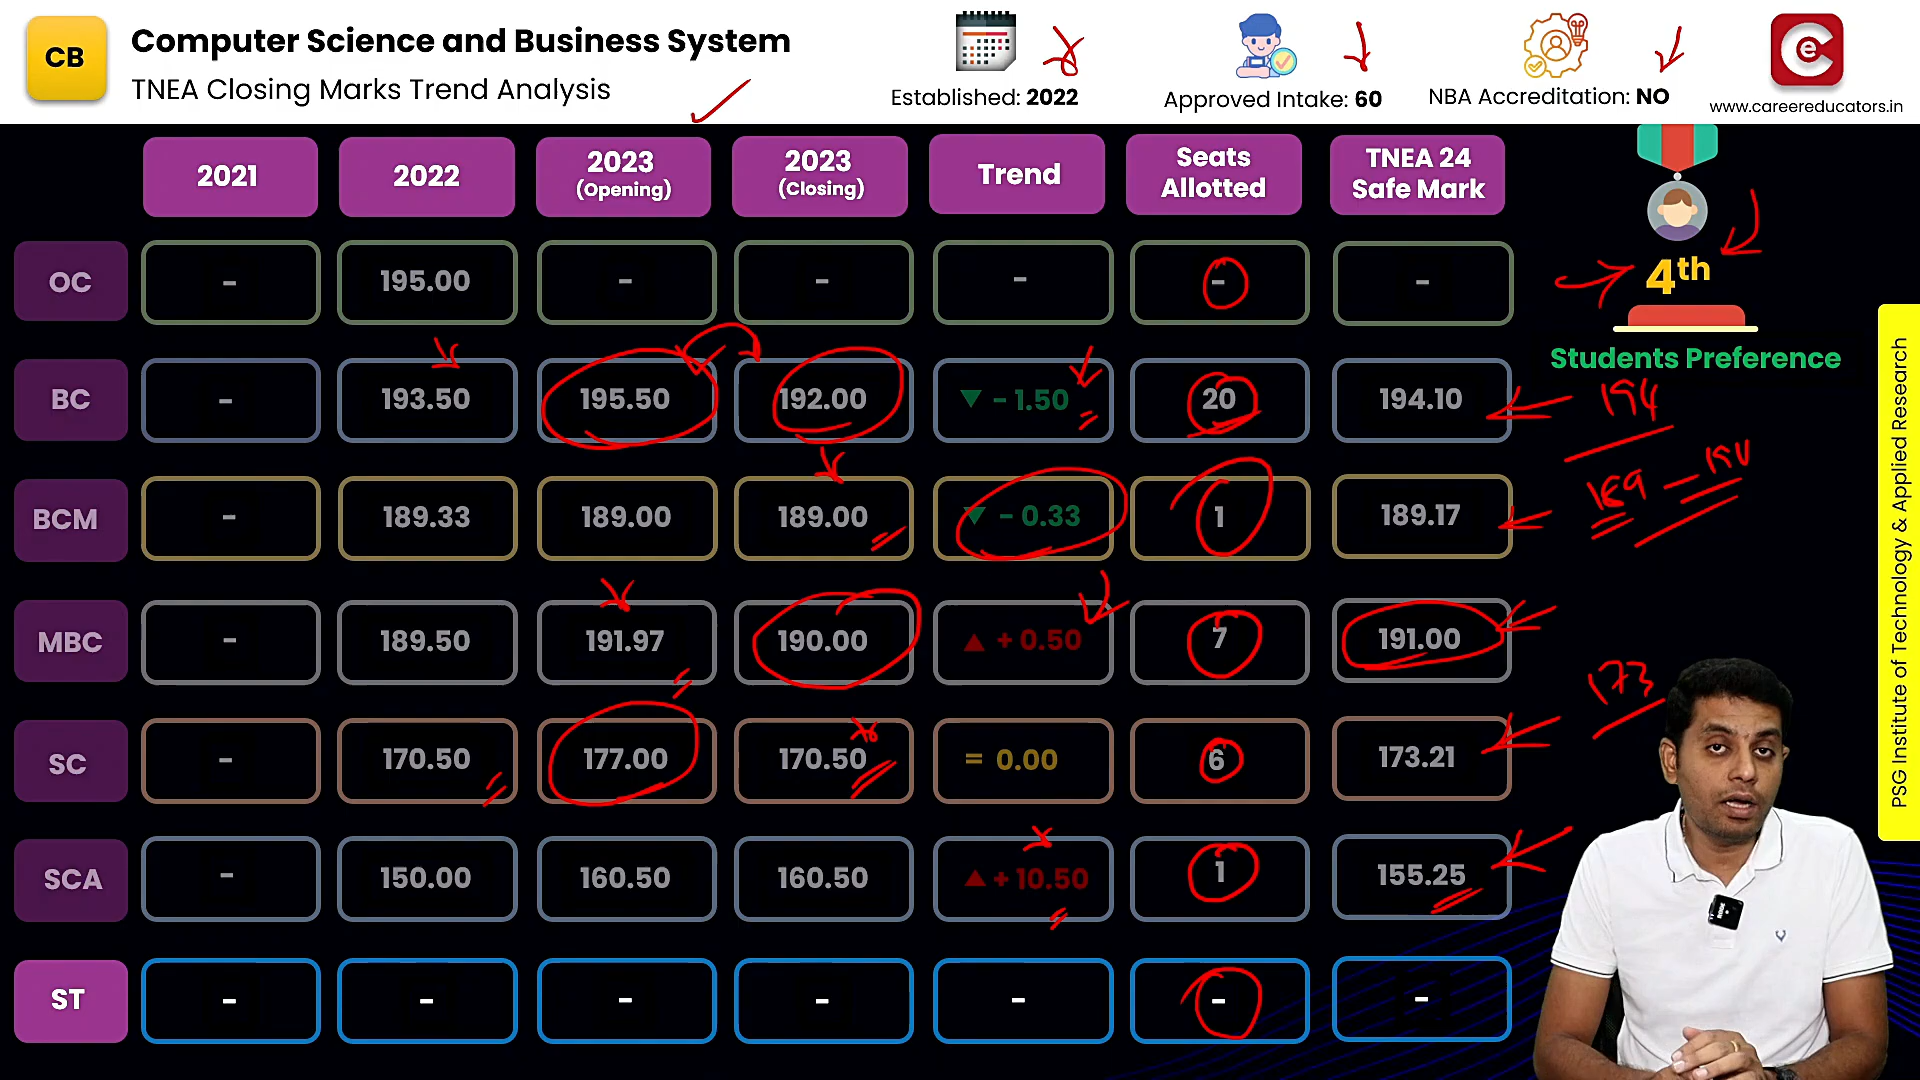 CB
Computer Science and Business System
TNEA Closing Marks Trend Analysis
Established: 2022
Approved Intake: 60
NBA Accreditation: NO
e
www.careereducators.in
2021
2022
2023 (Opening)
2023 (Closing)
Trend
Seats Allotted
TNEA 24 Safe Mark
OC - 195.00 - - - - -
BC - 193.50 195.50 192.00 ▼ - 1.50 20 194.10
BCM - 189.33 189.00 189.00 ▼ - 0.33 1 189.17
MBC - 189.50 191.97 190.00 ▲ + 0.50 7 191.00
SC - 170.50 177.00 170.50 = 0.00 6 173.21
SCA - 150.00 160.50 160.50 ▲ + 10.50 1 155.25
ST - - - - - - -
4th
Students Preference
194
189 -
173
PSG Institute of Technology & Applied Research